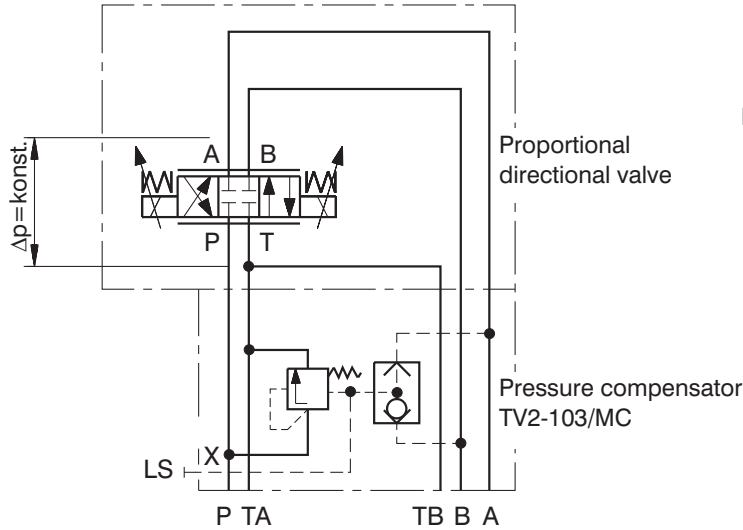 A B
Proportional
directional valve
Δp=konst.
P T
Pressure compensator
TV2-103/MC
X
LS
P TA TB B A